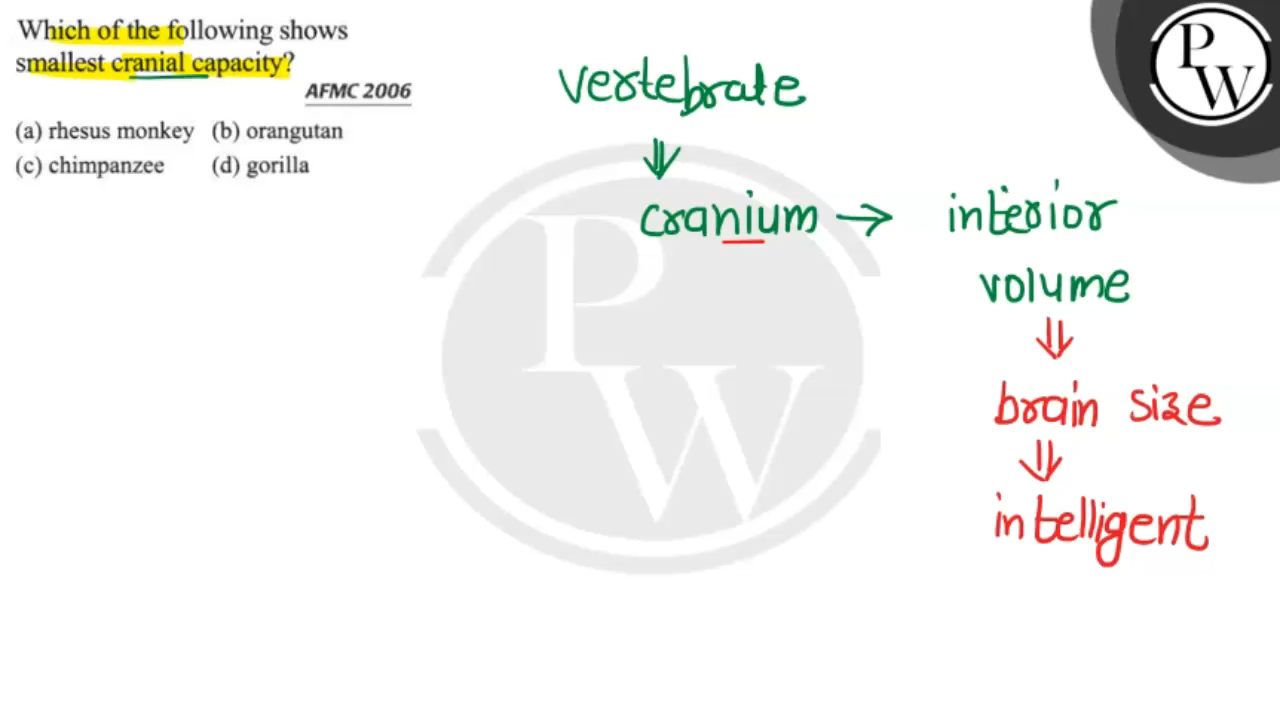 Which of the following shows
smallest cranial capacity?
AFMC 2006
(a) rhesus monkey (b) orangutan
(c) chimpanzee (d) gorilla
vertebrate
⇓
cranium → interior
volume
⇓
brain size
⇓
intelligent
P
W
P
W